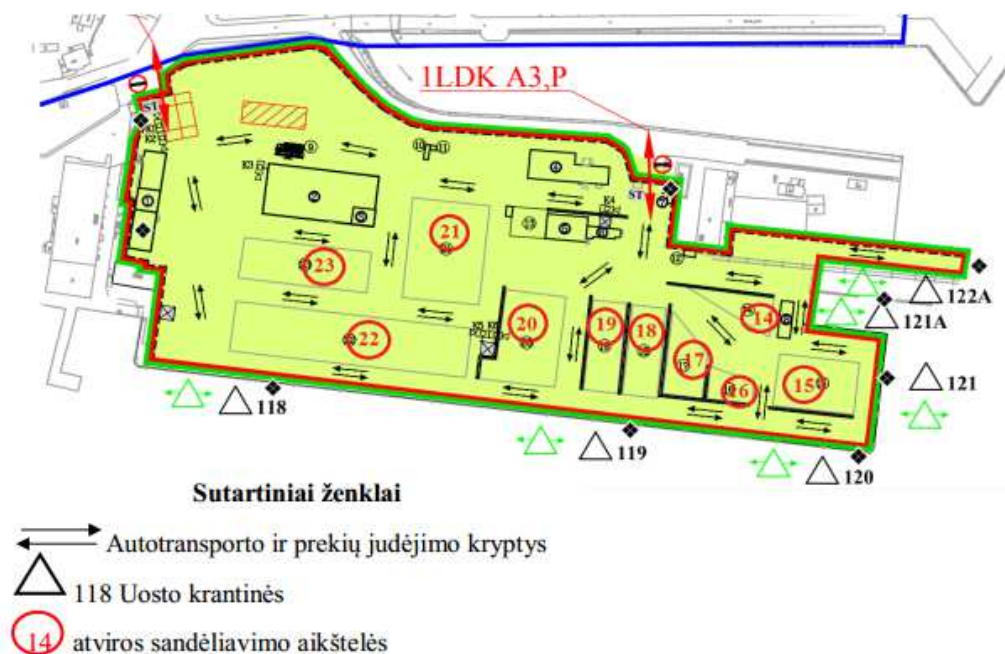 1LDK A3,P
ST
ST
21
23
22
20
19
18
17
16
14
15
122A
121A
121
118
119
120
Sutartiniai ženklai
Autotransporto ir prekių judėjimo kryptys
118 Uosto krantinės
14 atviros sandėliavimo aikštelės